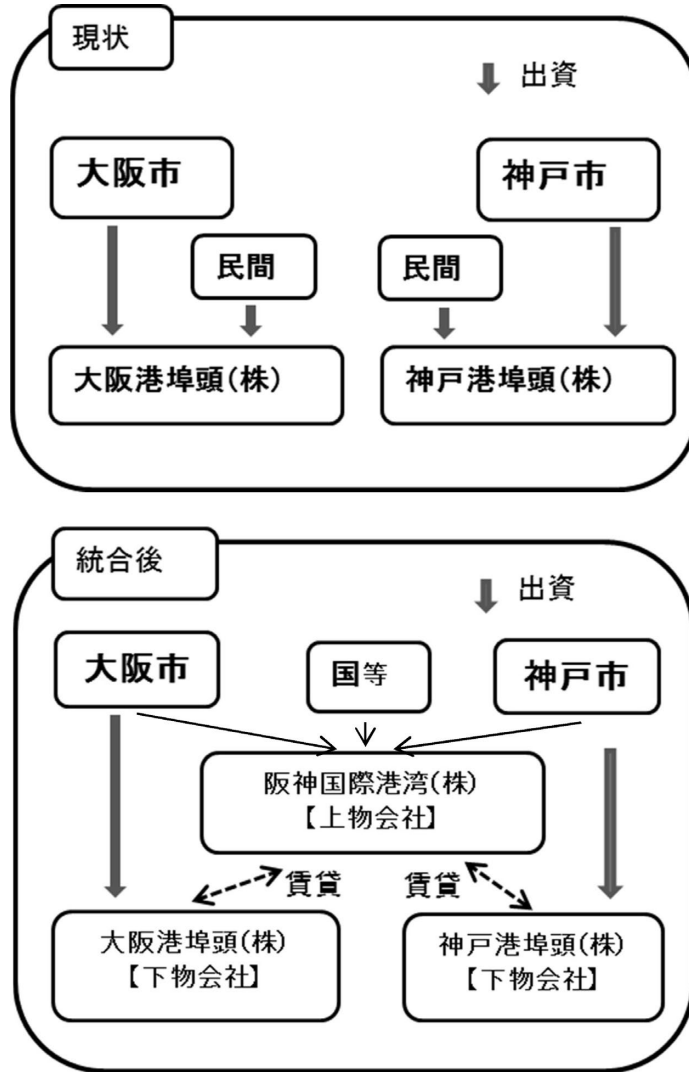 現状
出資
大阪市
神戸市
民間
民間
大阪港埠頭(株)
神戸港埠頭(株)
統合後
出資
大阪市
国等
神戸市
阪神国際港湾(株)
【上物会社】
賃貸
賃貸
大阪港埠頭(株)
【下物会社】
神戸港埠頭(株)
【下物会社】